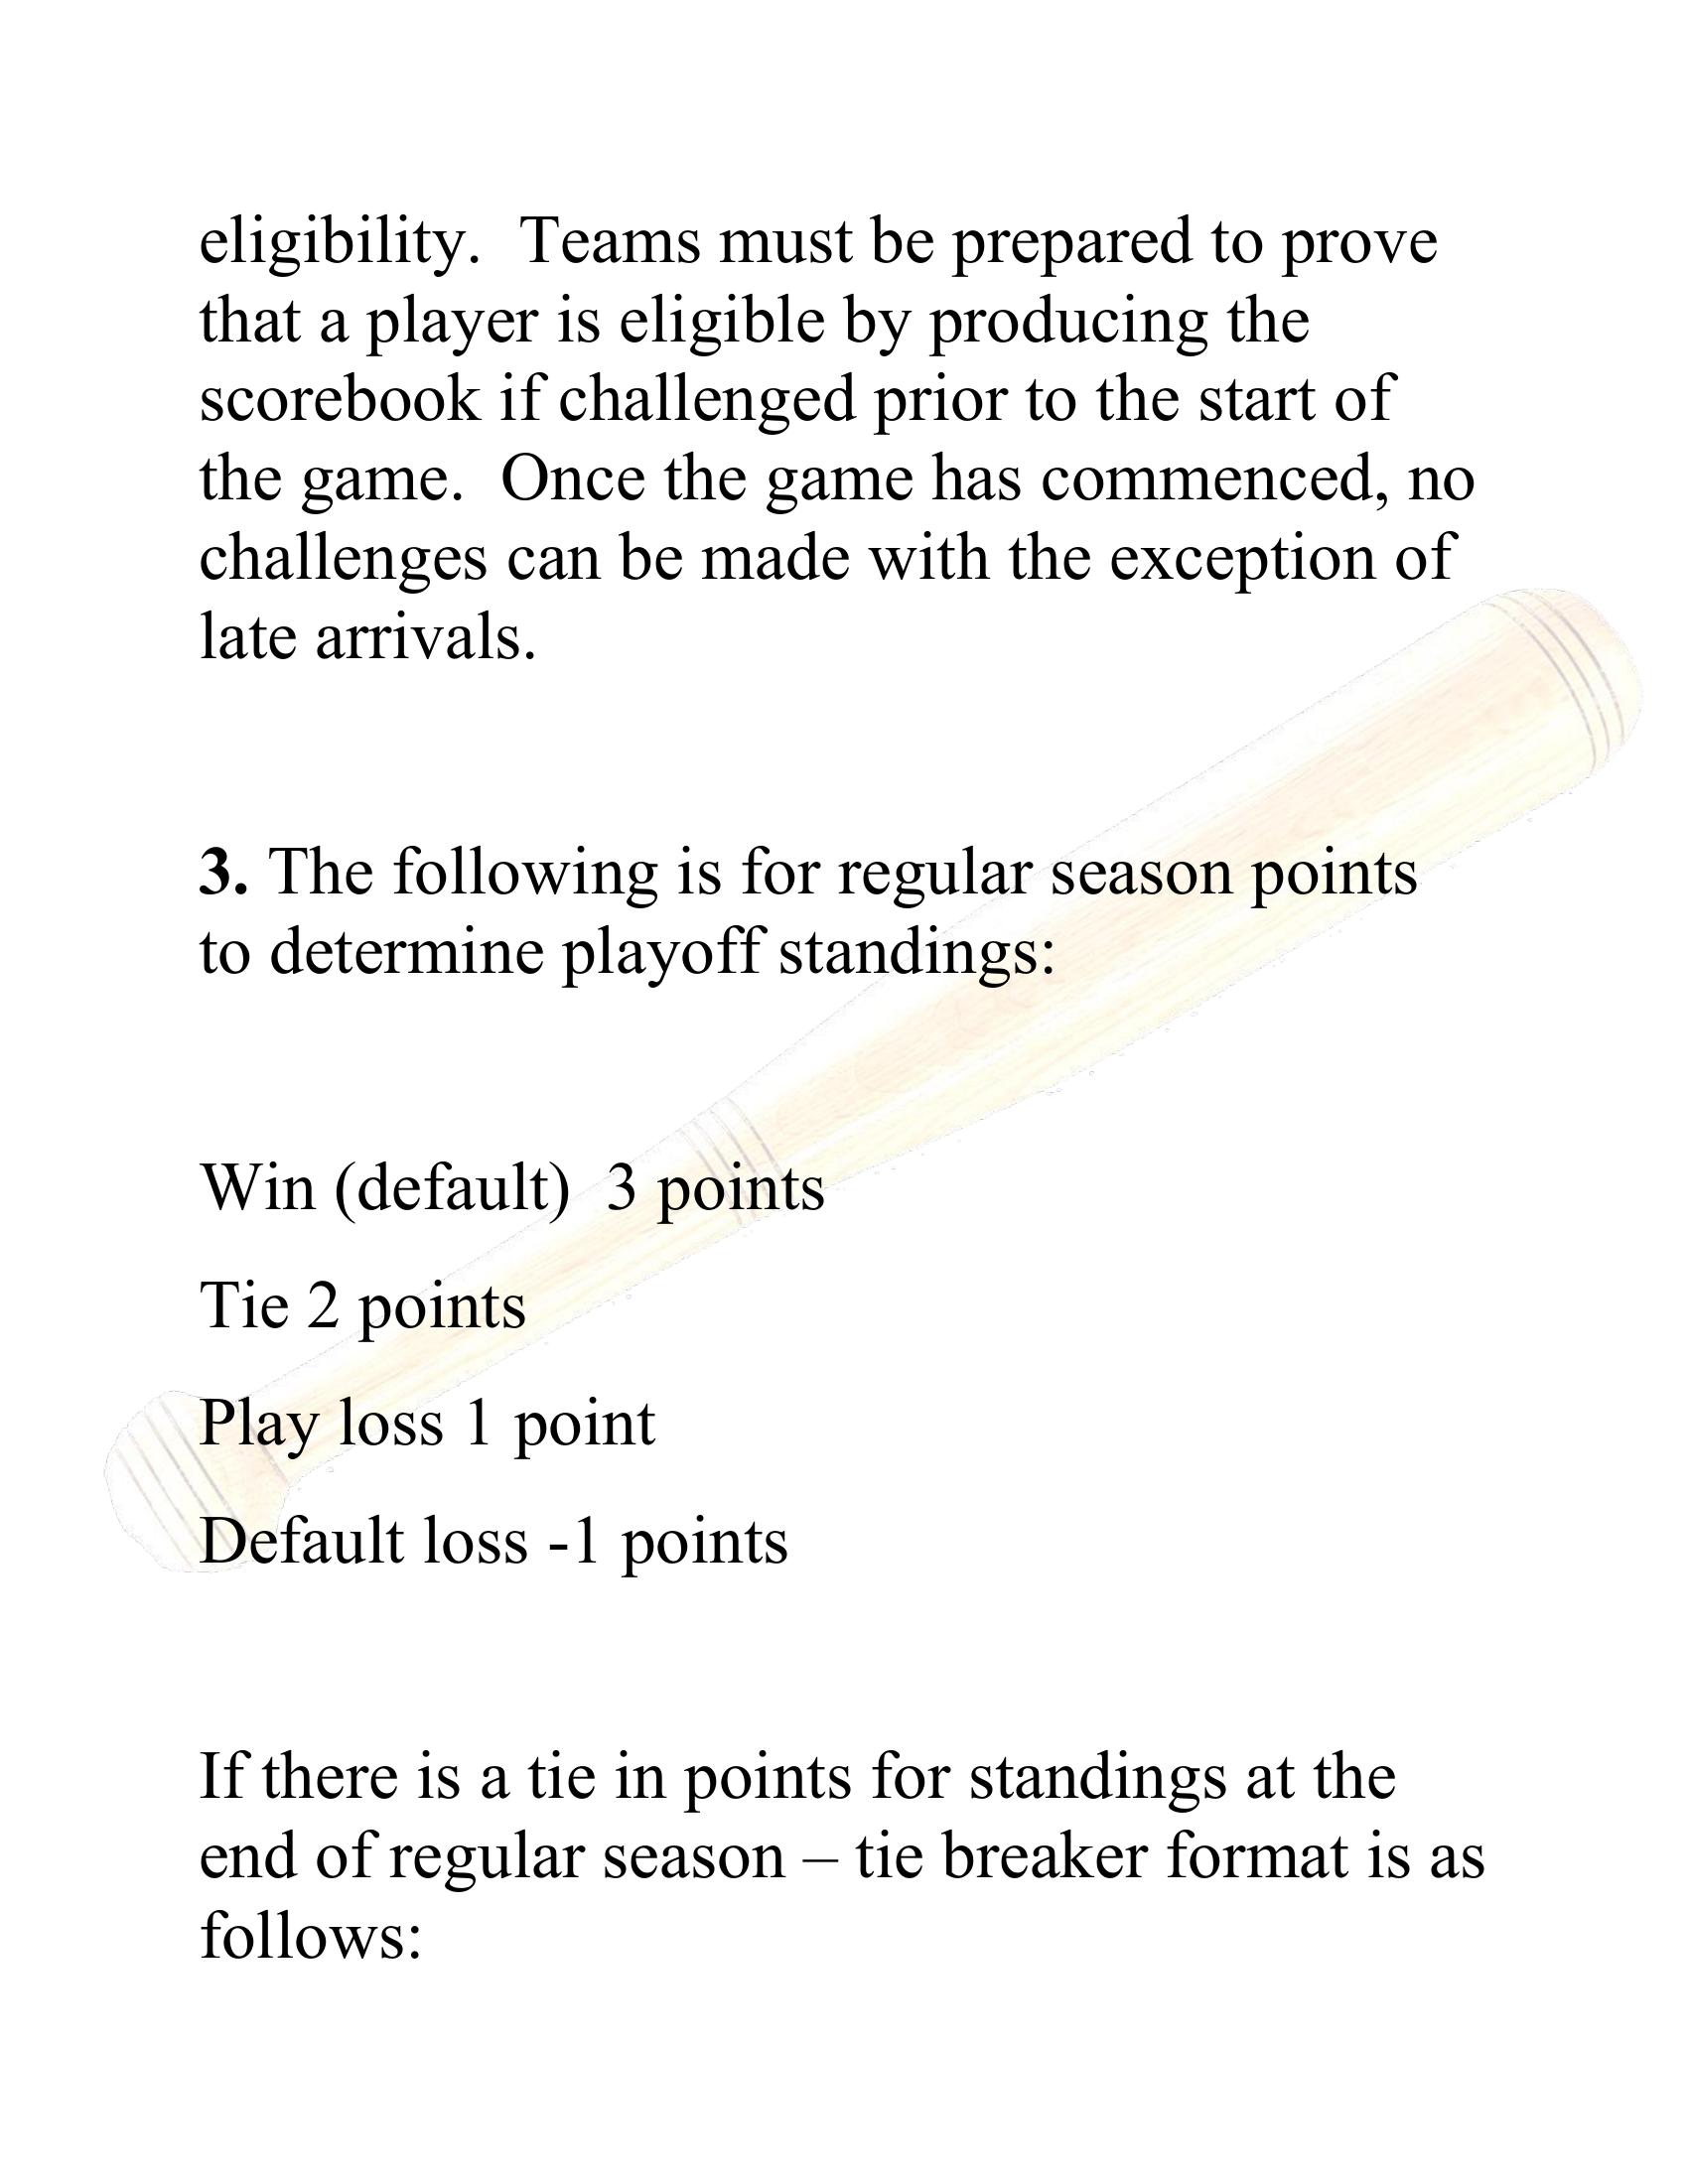 eligibility.  Teams must be prepared to prove
that a player is eligible by producing the
scorebook if challenged prior to the start of
the game.  Once the game has commenced, no
challenges can be made with the exception of
late arrivals.
3. The following is for regular season points
to determine playoff standings:
Win (default)  3 points
Tie 2 points
Play loss 1 point
Default loss -1 points
If there is a tie in points for standings at the
end of regular season – tie breaker format is as
follows: